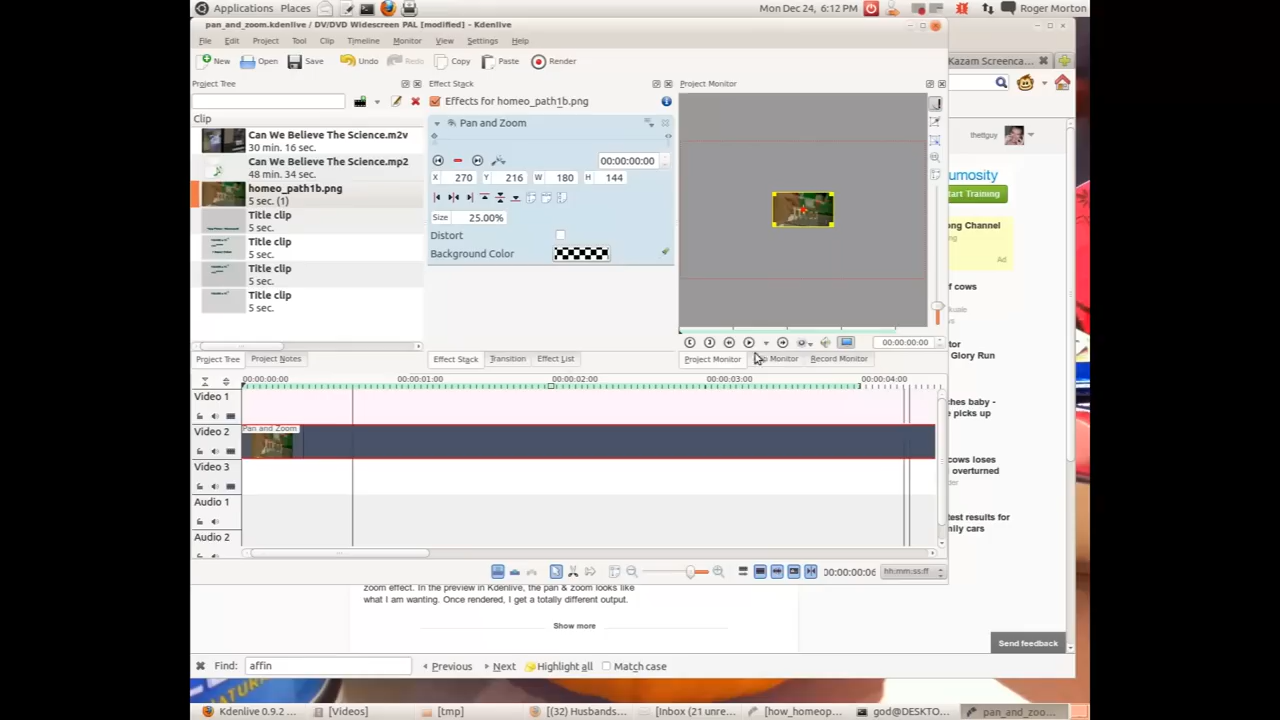 Applications Places Mon Dec 24, 6:12 PM Roger Morton
pan_and_zoom.kdenlive / DV/DVD Widescreen PAL [modified] - Kdenlive
File Edit Project Tool Clip Timeline Monitor View Settings Help
New Open Save Undo Redo Copy Paste Render
Kazam Screenca...
Project Tree Effect Stack Project Monitor
Effects for homeo_path1b.png
Clip
Pan and Zoom
Can We Believe The Science.m2v
30 min. 16 sec.
Can We Believe The Science.mp2
48 min. 34 sec.
homeo_path1b.png
5 sec. (1)
Title clip
5 sec.
Title clip
5 sec.
Title clip
5 sec.
Title clip
5 sec.
00:00:00:00
X 270 Y 216 W 180 H 144
Size 25.00%
Distort
Background Color
thettguy
umosity
tart Training
ng Channel
Ad
f cows
Glory Run
ches baby -
e picks up
cows loses
overturned
test results for
mily cars
00:00:00:00
Project Tree Project Notes Effect Stack Transition Effect List Project Monitor Monitor Record Monitor
00:00:00:00 00:00:01:00 00:00:02:00 00:00:03:00 00:00:04:00
Video 1
Video 2
Pan and Zoom
Video 3
Audio 1
Audio 2
00:00:00:06 hh:mm:ss:ff
zoom effect. In the preview in Kdenlive, the pan & zoom looks like
what I am wanting. Once rendered, I get a totally different output.
Show more
Send feedback
Find: affin Previous Next Highlight all Match case
Kdenlive 0.9.2 ... [Videos] [tmp] [(32) Husbands... [Inbox (21 unre... [how_homeop... god@DESKTO... pan_and_zoo...